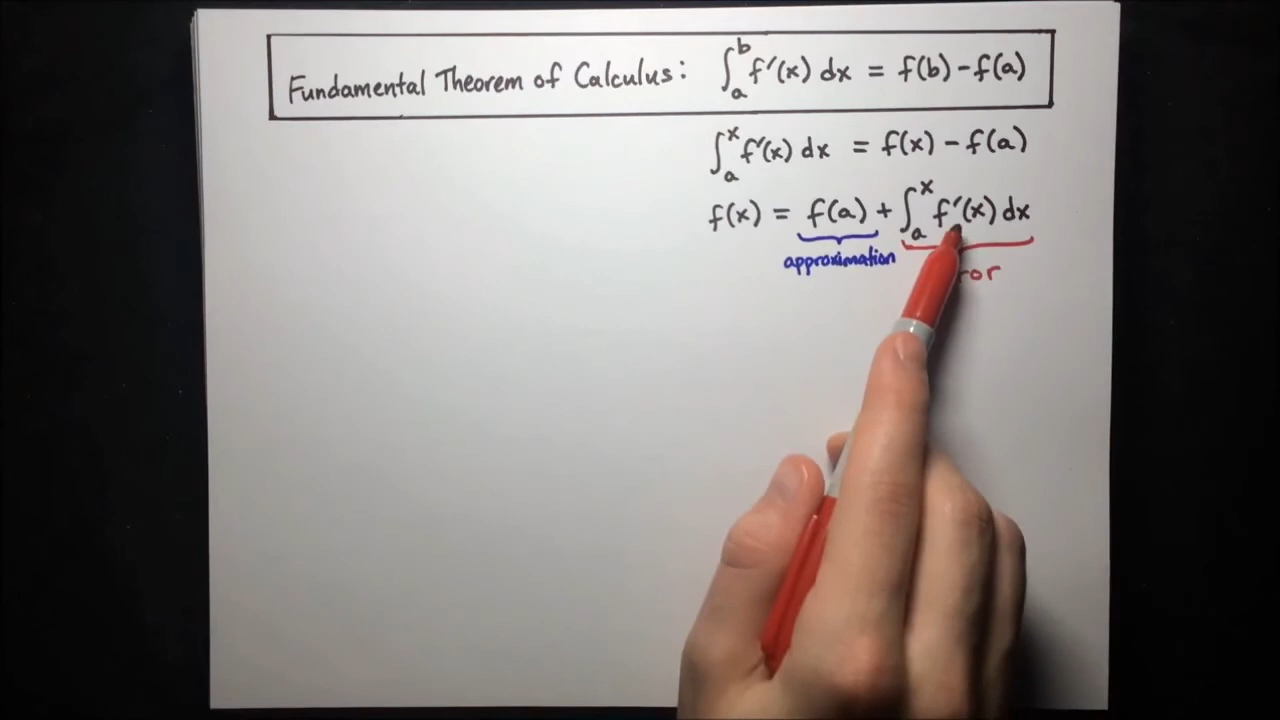 Fundamental Theorem of Calculus: ∫ₐᵇ f'(x) dx = f(b) - f(a)
∫ₐˣ f'(x) dx = f(x) - f(a)
f(x) = f(a) + ∫ₐˣ f'(x) dx
approximation